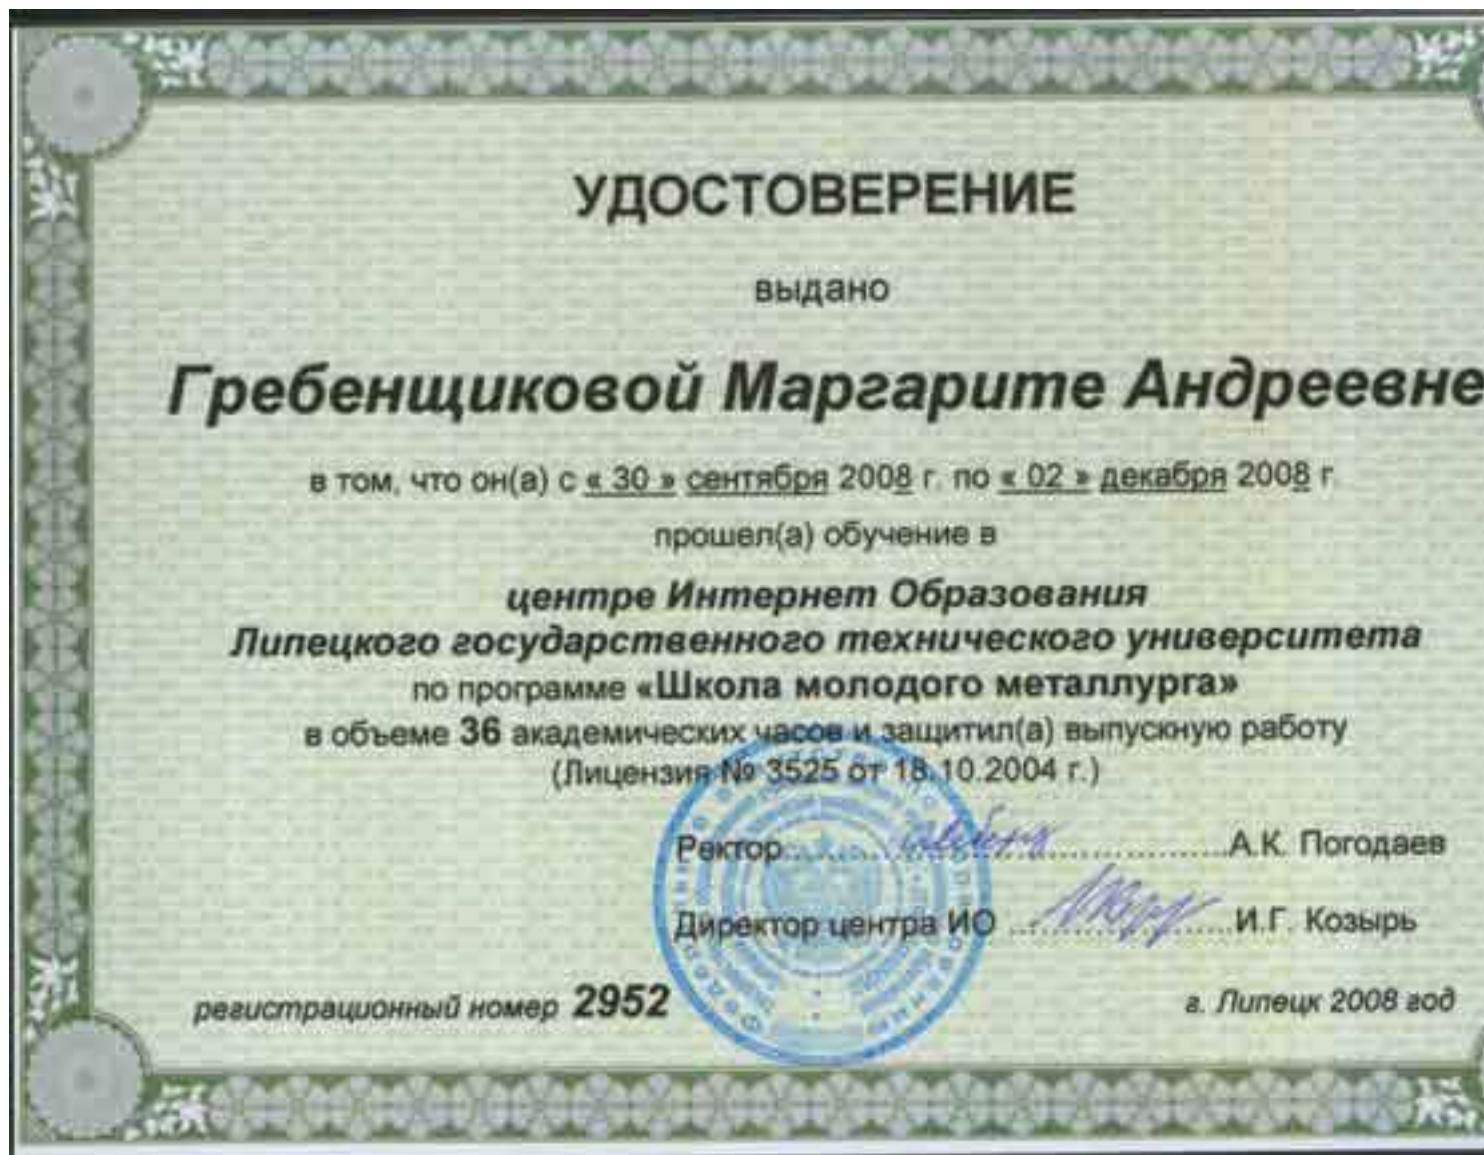 УДОСТОВЕРЕНИЕ
выдано
Гребенщиковой Маргарите Андреевне
в том, что он(а) с « 30 » сентября 2008 г. по « 02 » декабря 2008 г.
прошел(а) обучение в
центре Интернет Образования
Липецкого государственного технического университета
по программе «Школа молодого металлурга»
в объеме 36 академических часов и защитил(а) выпускную работу
(Лицензия № 3525 от 18.10.2004 г.)
Ректор..............................................А.К. Погодаев
Директор центра ИО ......................И.Г. Козырь
регистрационный номер 2952
г. Липецк 2008 год